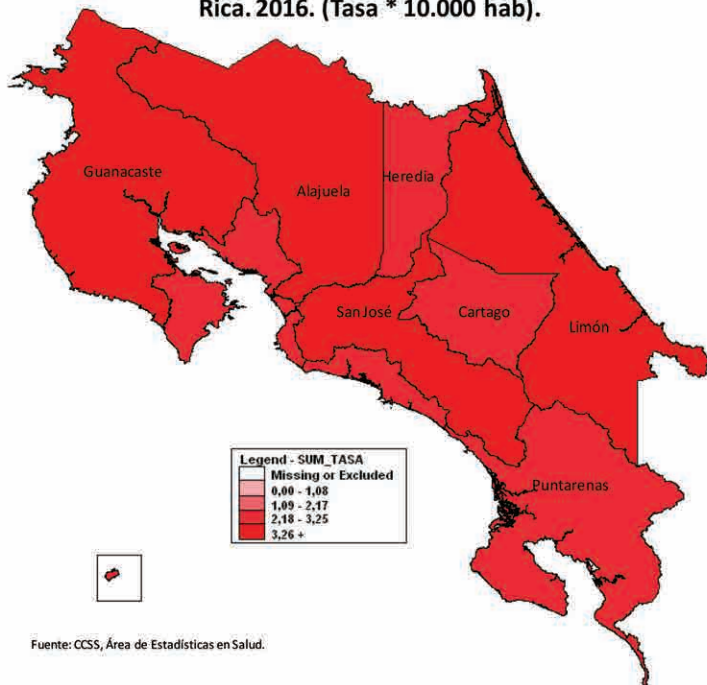 Rica. 2016. (Tasa * 10.000 hab).
Guanacaste
Alajuela
Heredia
San José
Cartago
Limón
Puntarenas
Legend - SUM_TASA
Missing or Excluded
0,00 - 1,08
1,09 - 2,17
2,18 - 3,25
3,26 +
Fuente: CCSS, Área de Estadísticas en Salud.